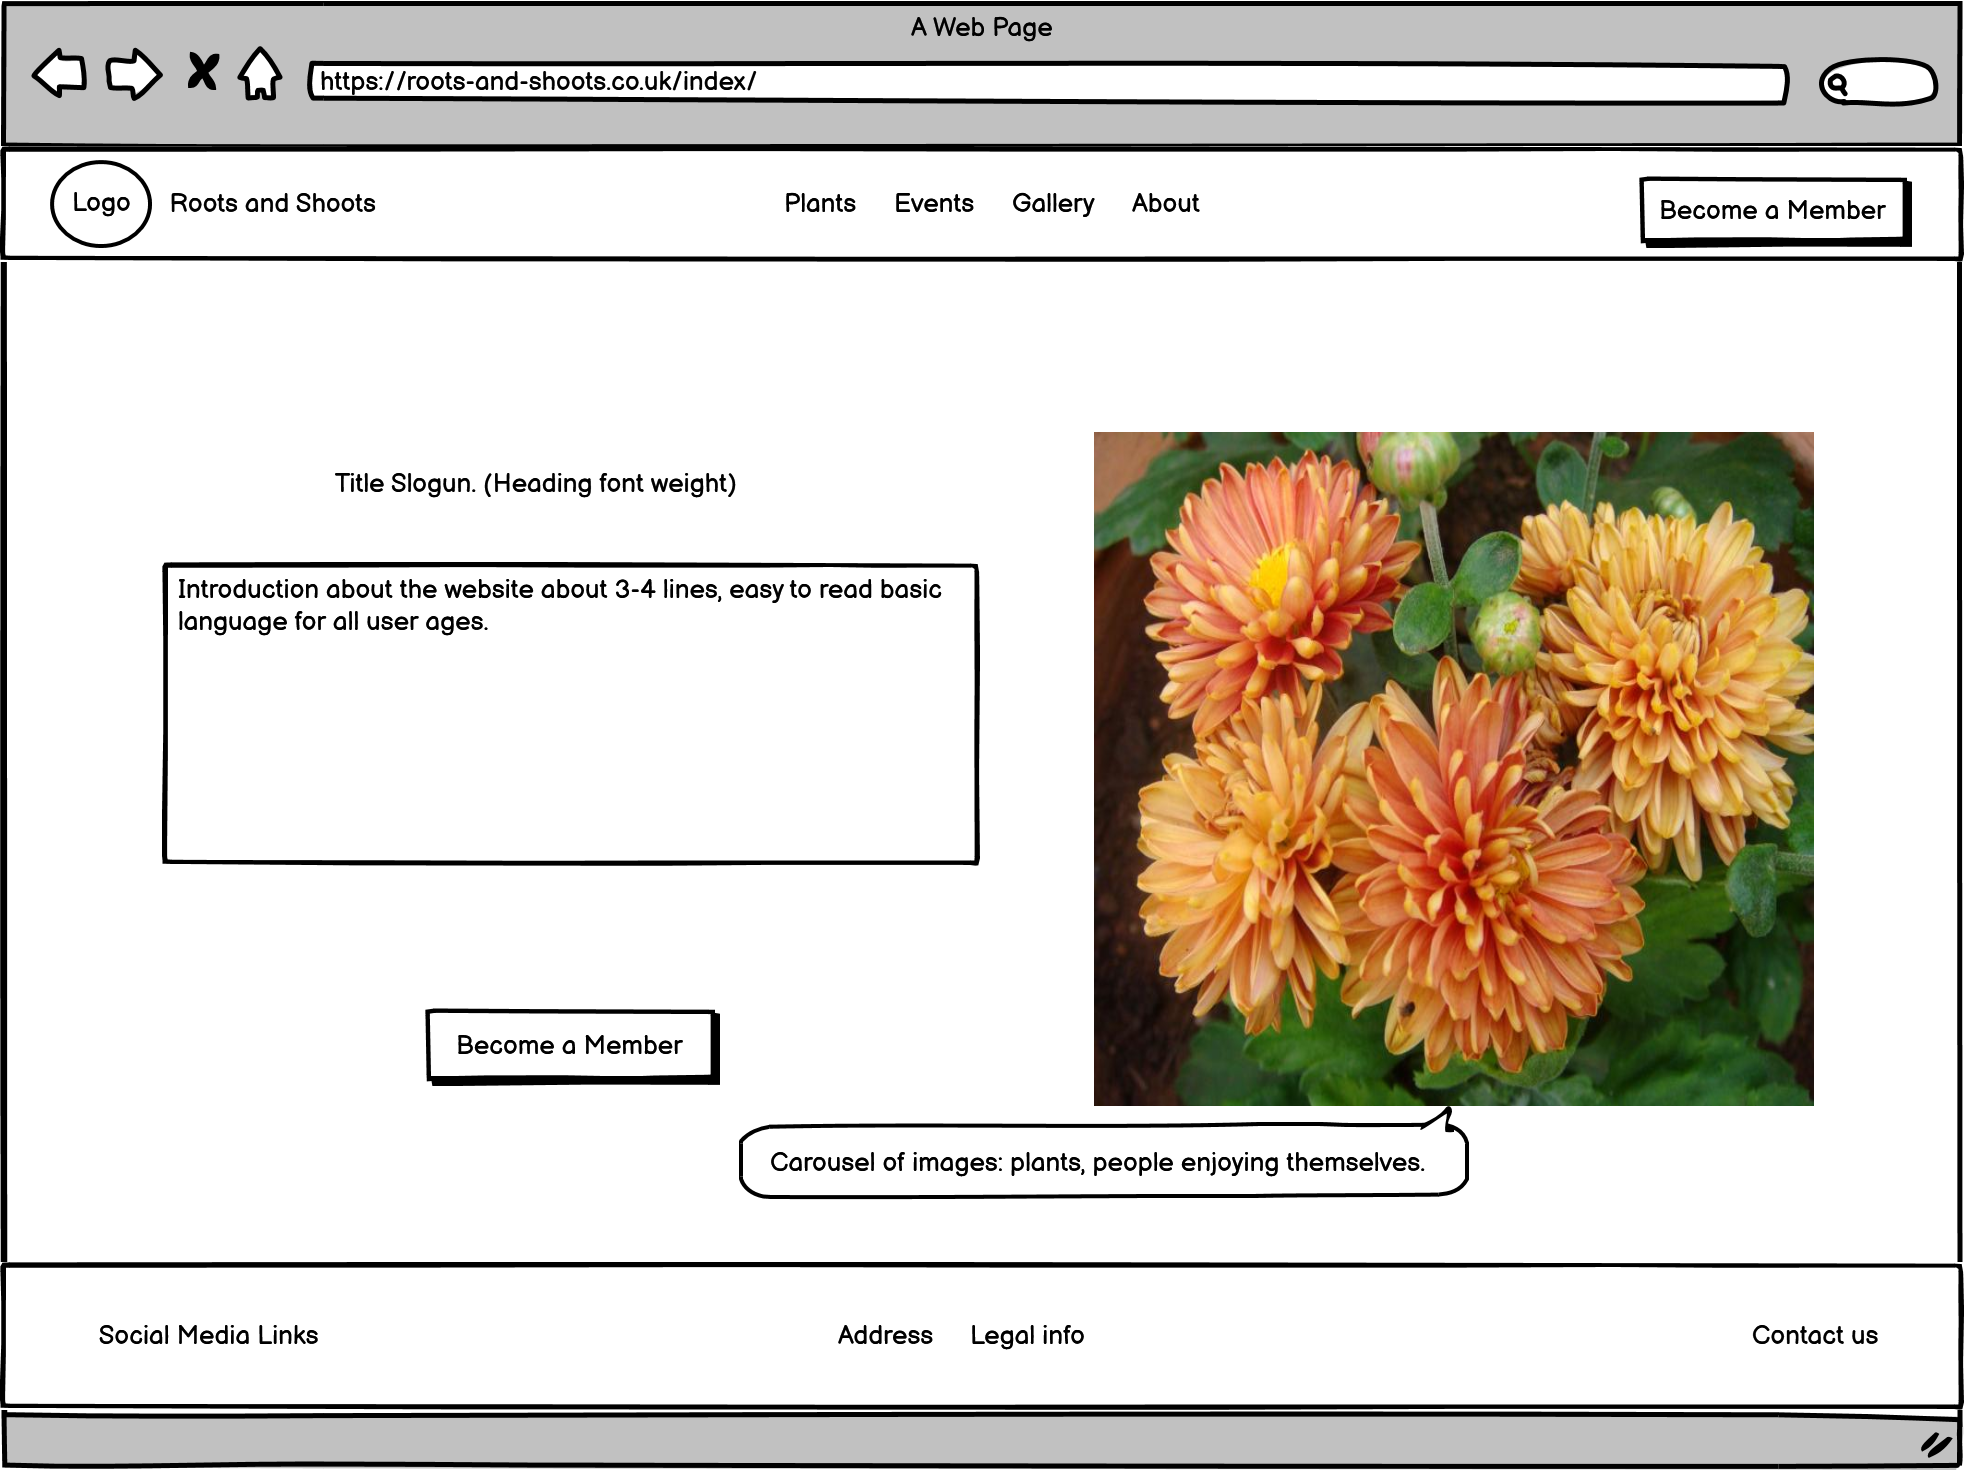 A Web Page
https://roots-and-shoots.co.uk/index/
Logo
Roots and Shoots
Plants
Events
Gallery
About
Become a Member
Title Slogun. (Heading font weight)
Introduction about the website about 3-4 lines, easy to read basic
language for all user ages.
Become a Member
Carousel of images: plants, people enjoying themselves.
Social Media Links
Address
Legal info
Contact us